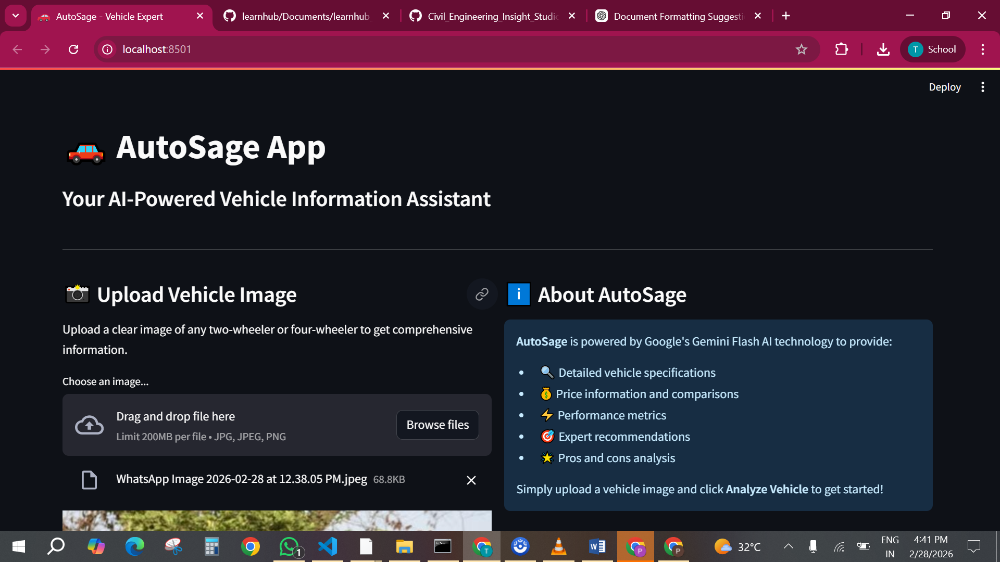 AutoSage - Vehicle Expert
learnhub/Documents/learnhub_
Civil_Engineering_Insight_Studio
Document Formatting Suggesti
localhost:8501
T School
Deploy
AutoSage App
Your AI-Powered Vehicle Information Assistant
Upload Vehicle Image
Upload a clear image of any two-wheeler or four-wheeler to get comprehensive
information.
Choose an image...
Drag and drop file here
Limit 200MB per file • JPG, JPEG, PNG
Browse files
WhatsApp Image 2026-02-28 at 12.38.05 PM.jpeg 68.8KB
i About AutoSage
AutoSage is powered by Google's Gemini Flash AI technology to provide:
• 🔍 Detailed vehicle specifications
• 💰 Price information and comparisons
• ⚡ Performance metrics
• 🎯 Expert recommendations
• 🌟 Pros and cons analysis
Simply upload a vehicle image and click Analyze Vehicle to get started!
1
T
W
P
P
32°C
ENG
IN
4:41 PM
2/28/2026